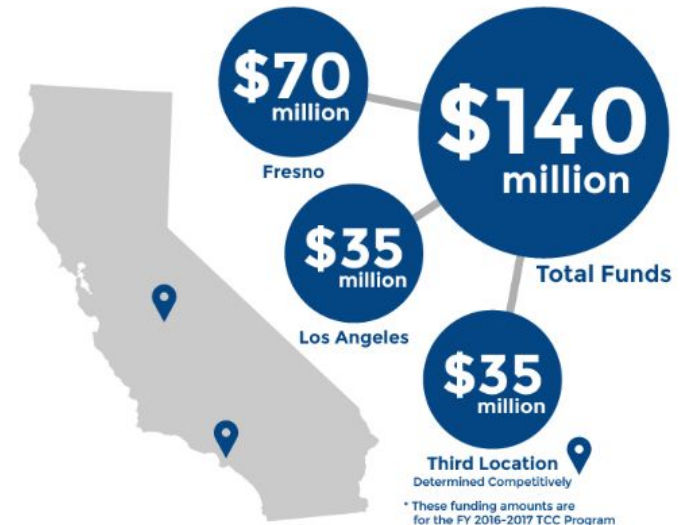 $70
million
Fresno
$140
million
Total Funds
$35
million
Los Angeles
$35
million
Third Location
Determined Competitively
* These funding amounts are
for the FY 2016-2017 TCC Program